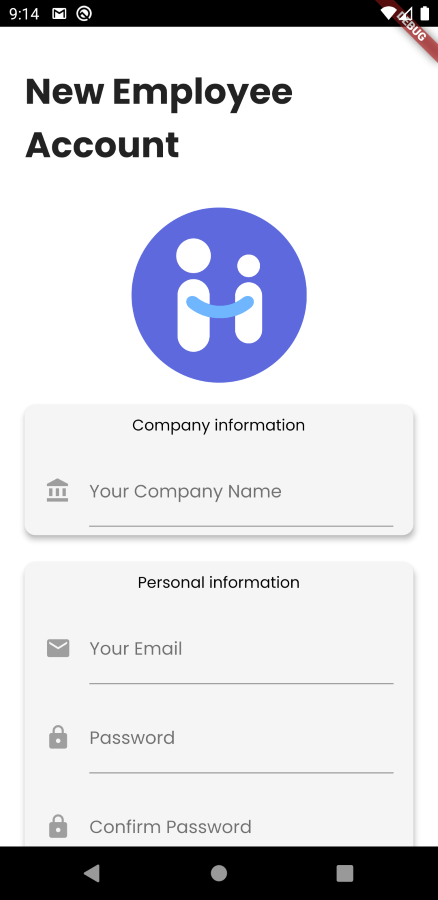 9:14
DEBUG
New Employee
Account
Company information
Your Company Name
Personal information
Your Email
Password
Confirm Password